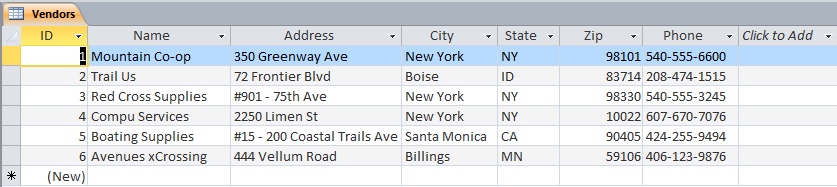 Vendors
ID Name Address City State Zip Phone Click to Add
1 Mountain Co-op 350 Greenway Ave New York NY 98101 540-555-6600
2 Trail Us 72 Frontier Blvd Boise ID 83714 208-474-1515
3 Red Cross Supplies #901 - 75th Ave New York NY 98330 540-555-3245
4 Compu Services 2250 Limen St New York NY 10022 607-670-7076
5 Boating Supplies #15 - 200 Coastal Trails Ave Santa Monica CA 90405 424-255-9494
6 Avenues xCrossing 444 Vellum Road Billings MN 59106 406-123-9876
* (New)